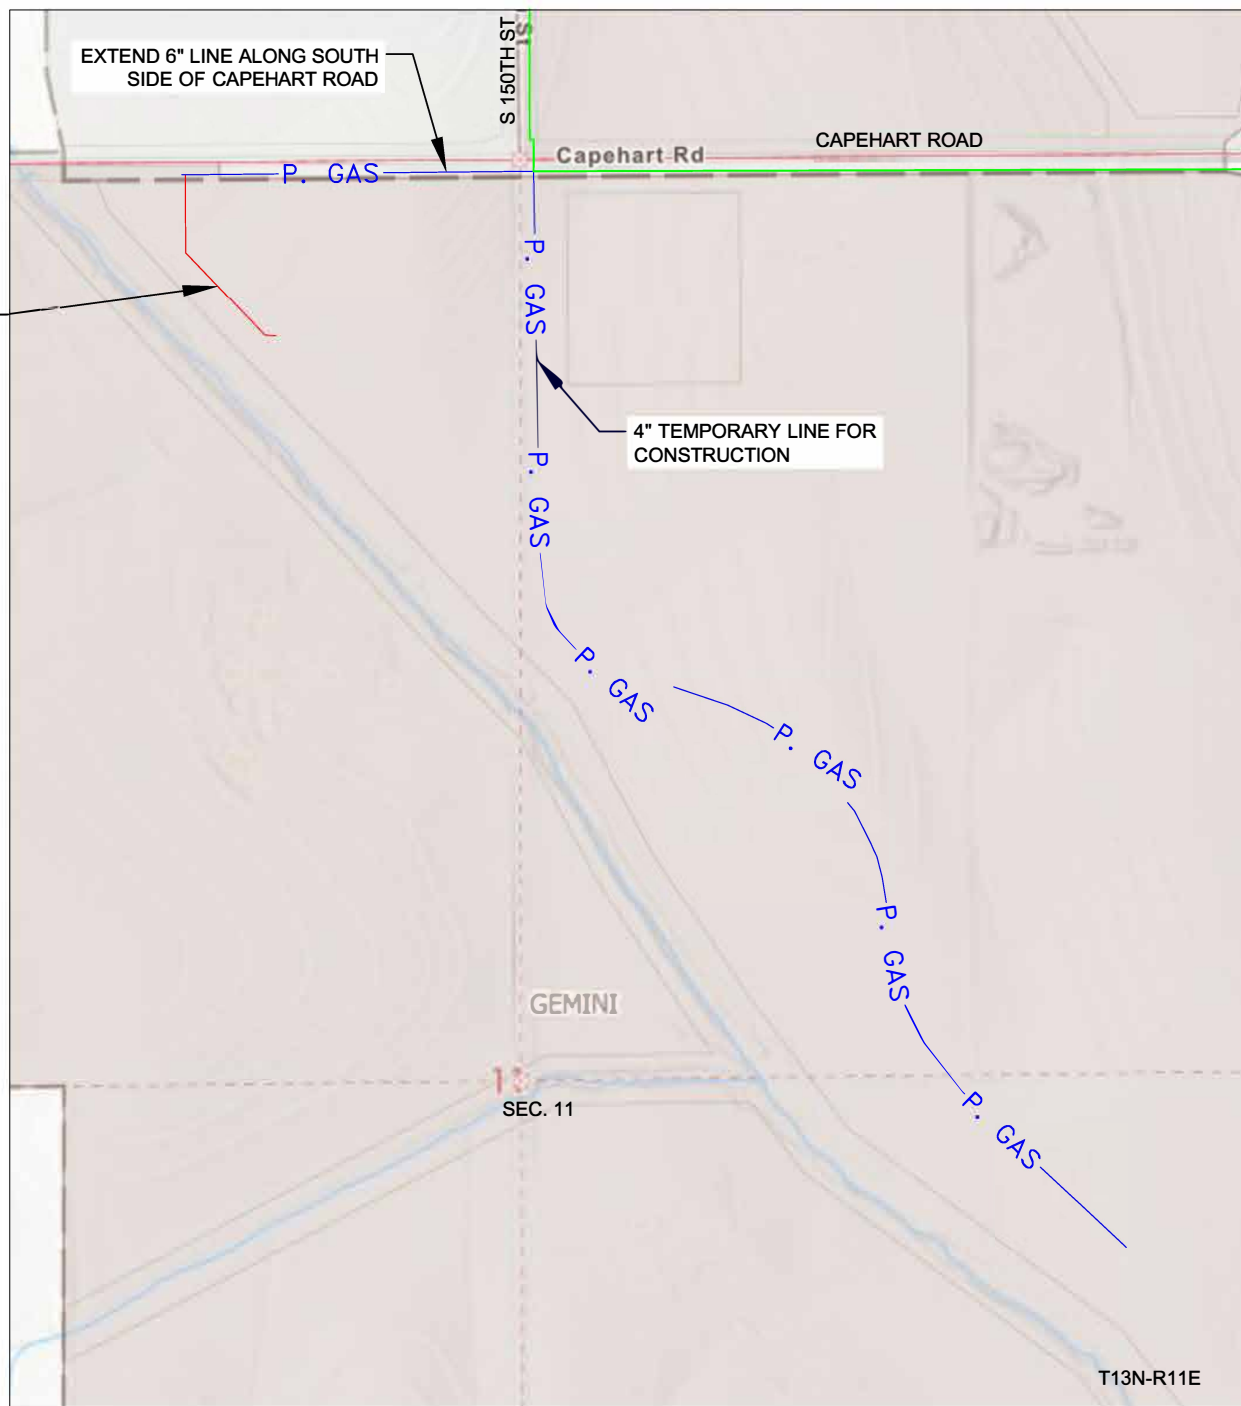 EXTEND 6" LINE ALONG SOUTH
SIDE OF CAPEHART ROAD
S 150TH ST
ST
CAPEHART ROAD
Capehart Rd
P. GAS
P. GAS
4" TEMPORARY LINE FOR
CONSTRUCTION
P. GAS
P. GAS
P. GAS
P. GAS
GEMINI
SEC. 11
P. GAS
T13N-R11E